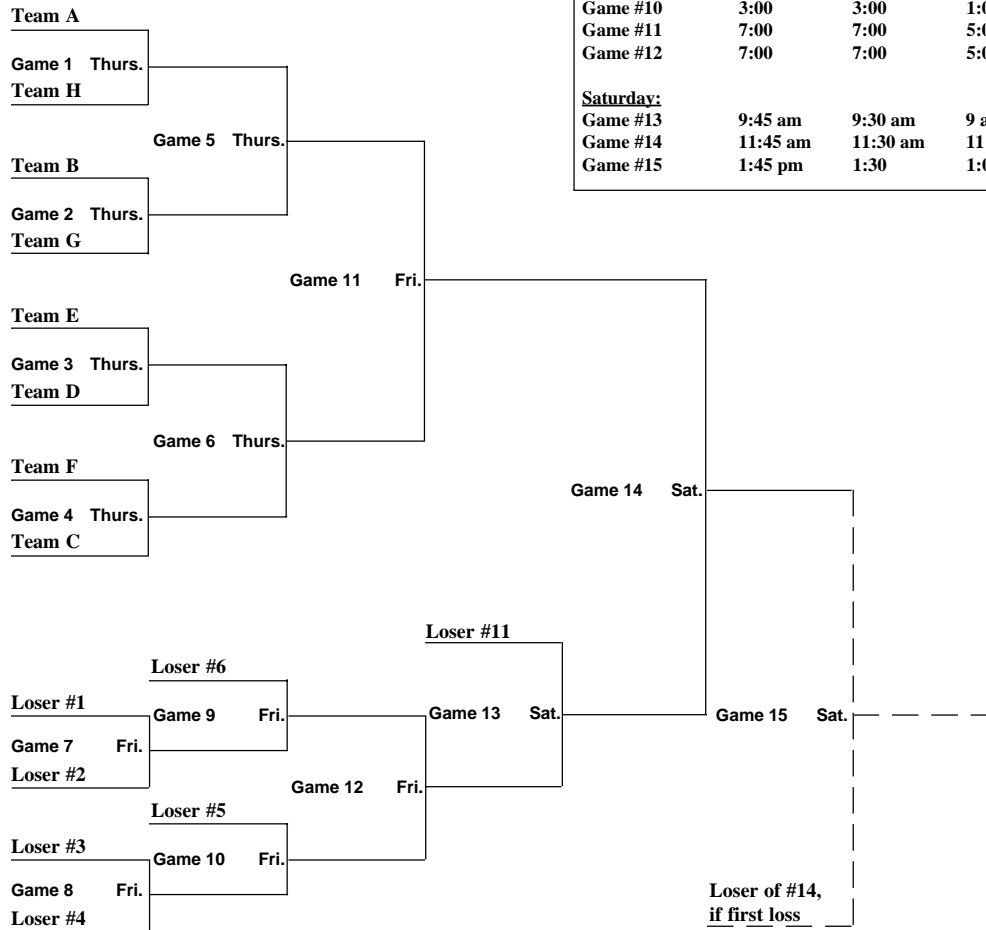 Team A
Game 1 Thurs.
Team H
Game 5 Thurs.
Team B
Game 2 Thurs.
Team G
Game 11 Fri.
Team E
Game 3 Thurs.
Team D
Game 6 Thurs.
Team F
Game 4 Thurs.
Team C
Game 14 Sat.
Loser #11
Loser #6
Loser #1
Game 9 Fri.
Game 13 Sat.
Game 15 Sat.
Game 7 Fri.
Loser #2
Game 12 Fri.
Loser #5
Loser #3
Game 10 Fri.
Game 8 Fri.
Loser #4
Loser of #14,
if first loss
Game #10 3:00 3:00
Game #11 7:00 7:00
Game #12 7:00 7:00
Saturday:
Game #13 9:45 am 9:30 am 9
Game #14 11:45 am 11:30 am 11
Game #15 1:45 pm 1:30